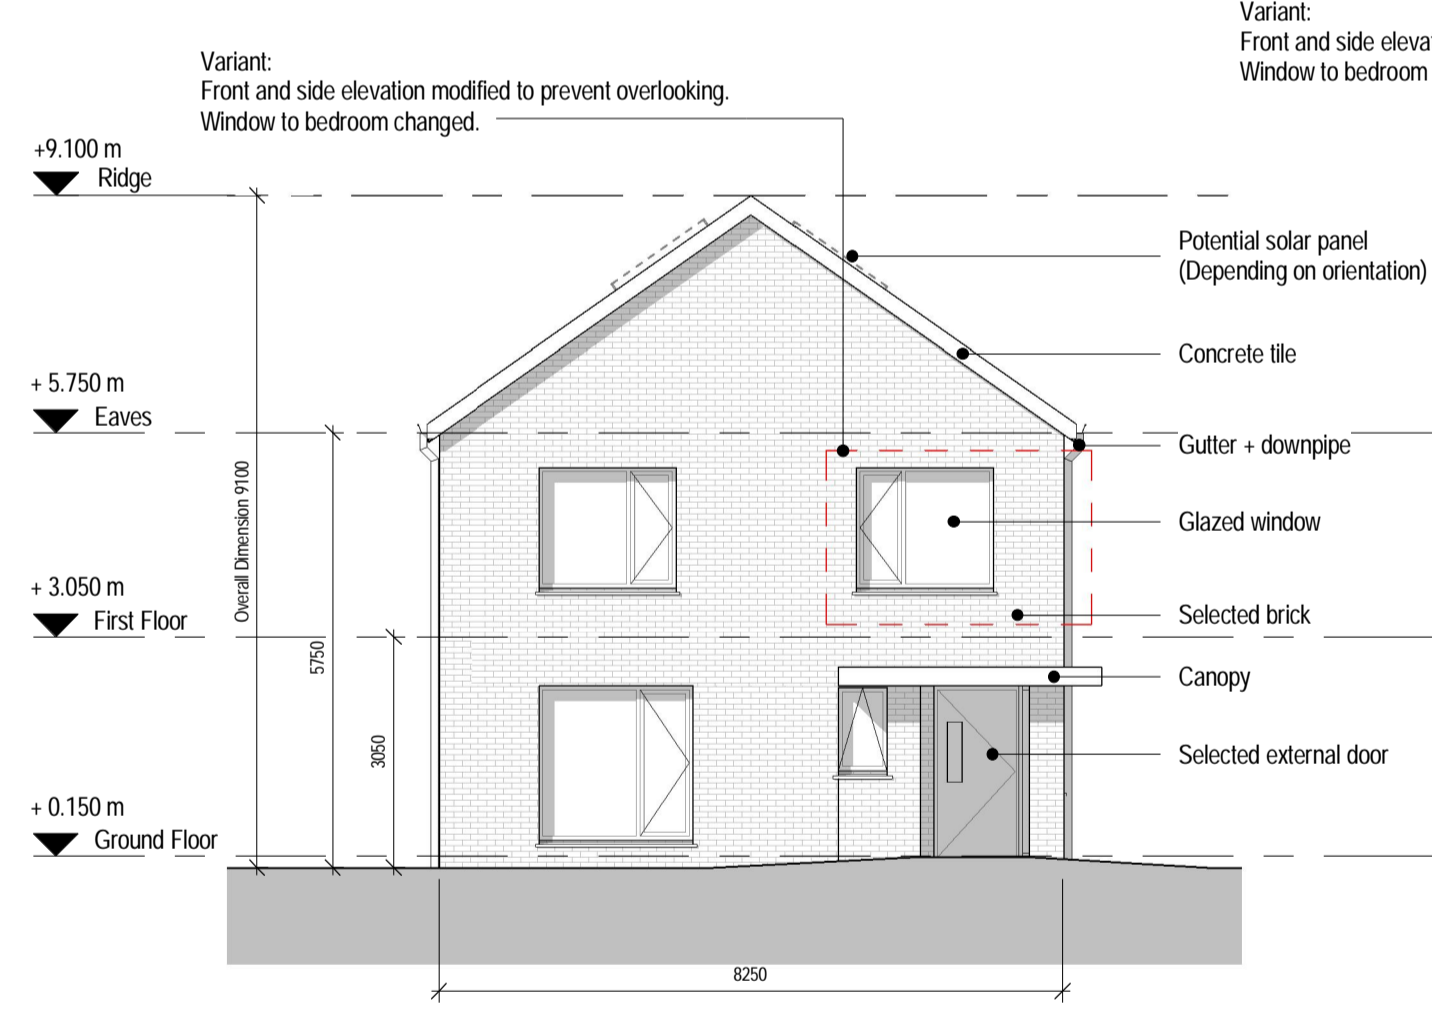 Variant:
Front and side elevation modified to prevent overlooking.
Window to bedroom changed.
Variant:
Front and side eleva
Window to bedroom
+9.100 m
Ridge
+ 5.750 m
Eaves
+ 3.050 m
First Floor
+ 0.150 m
Ground Floor
Overall Dimension 9100
5750
3050
8250
Potential solar panel
(Depending on orientation)
Concrete tile
Gutter + downpipe
Glazed window
Selected brick
Canopy
Selected external door